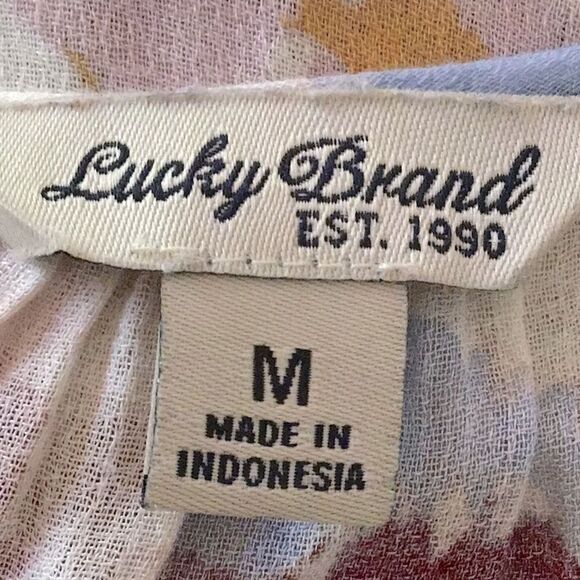 Lucky Brand
EST. 1990
M
MADE IN
INDONESIA